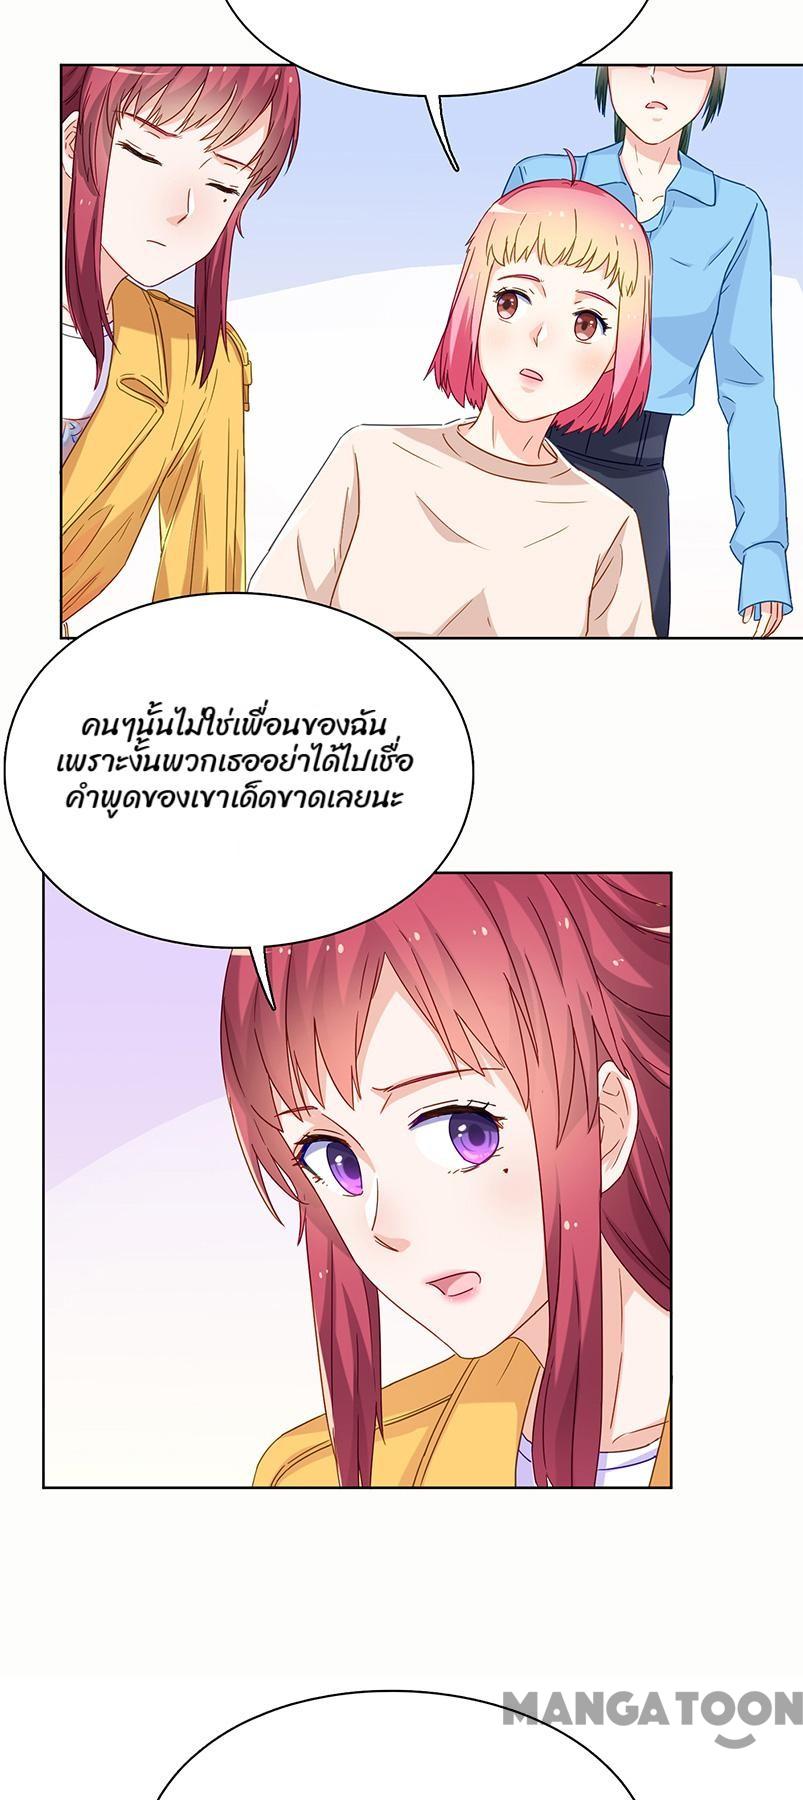 คนๆนั้นไม่ใช่เพื่อนของฉัน
เพราะงั้นพวกเธออย่าได้ไปเชื่อ
คำพูดของเขาเด็ดขาดเลยนะ
MANGATOON